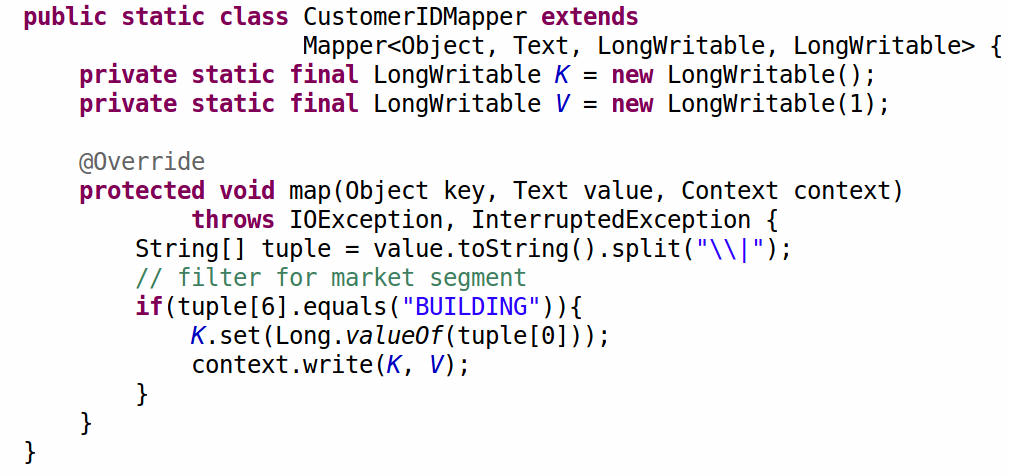 public static class CustomerIDMapper extends
Mapper<Object, Text, LongWritable, LongWritable> {
private static final LongWritable K = new LongWritable();
private static final LongWritable V = new LongWritable(1);
@Override
protected void map(Object key, Text value, Context context)
throws IOException, InterruptedException {
String[] tuple = value.toString().split("\\|");
// filter for market segment
if(tuple[6].equals("BUILDING")){
K.set(Long.valueOf(tuple[0]));
context.write(K, V);
}
}
}